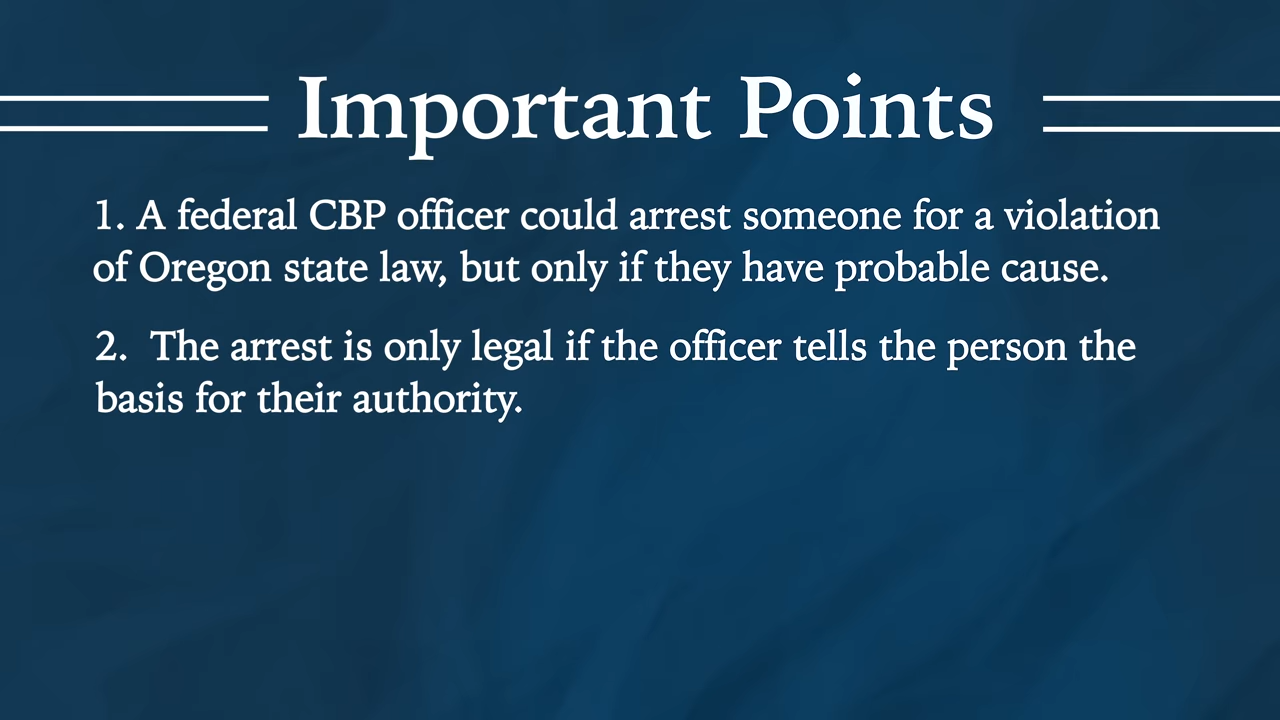 Important Points
1. A federal CBP officer could arrest someone for a violation
of Oregon state law, but only if they have probable cause.
2.  The arrest is only legal if the officer tells the person the
basis for their authority.